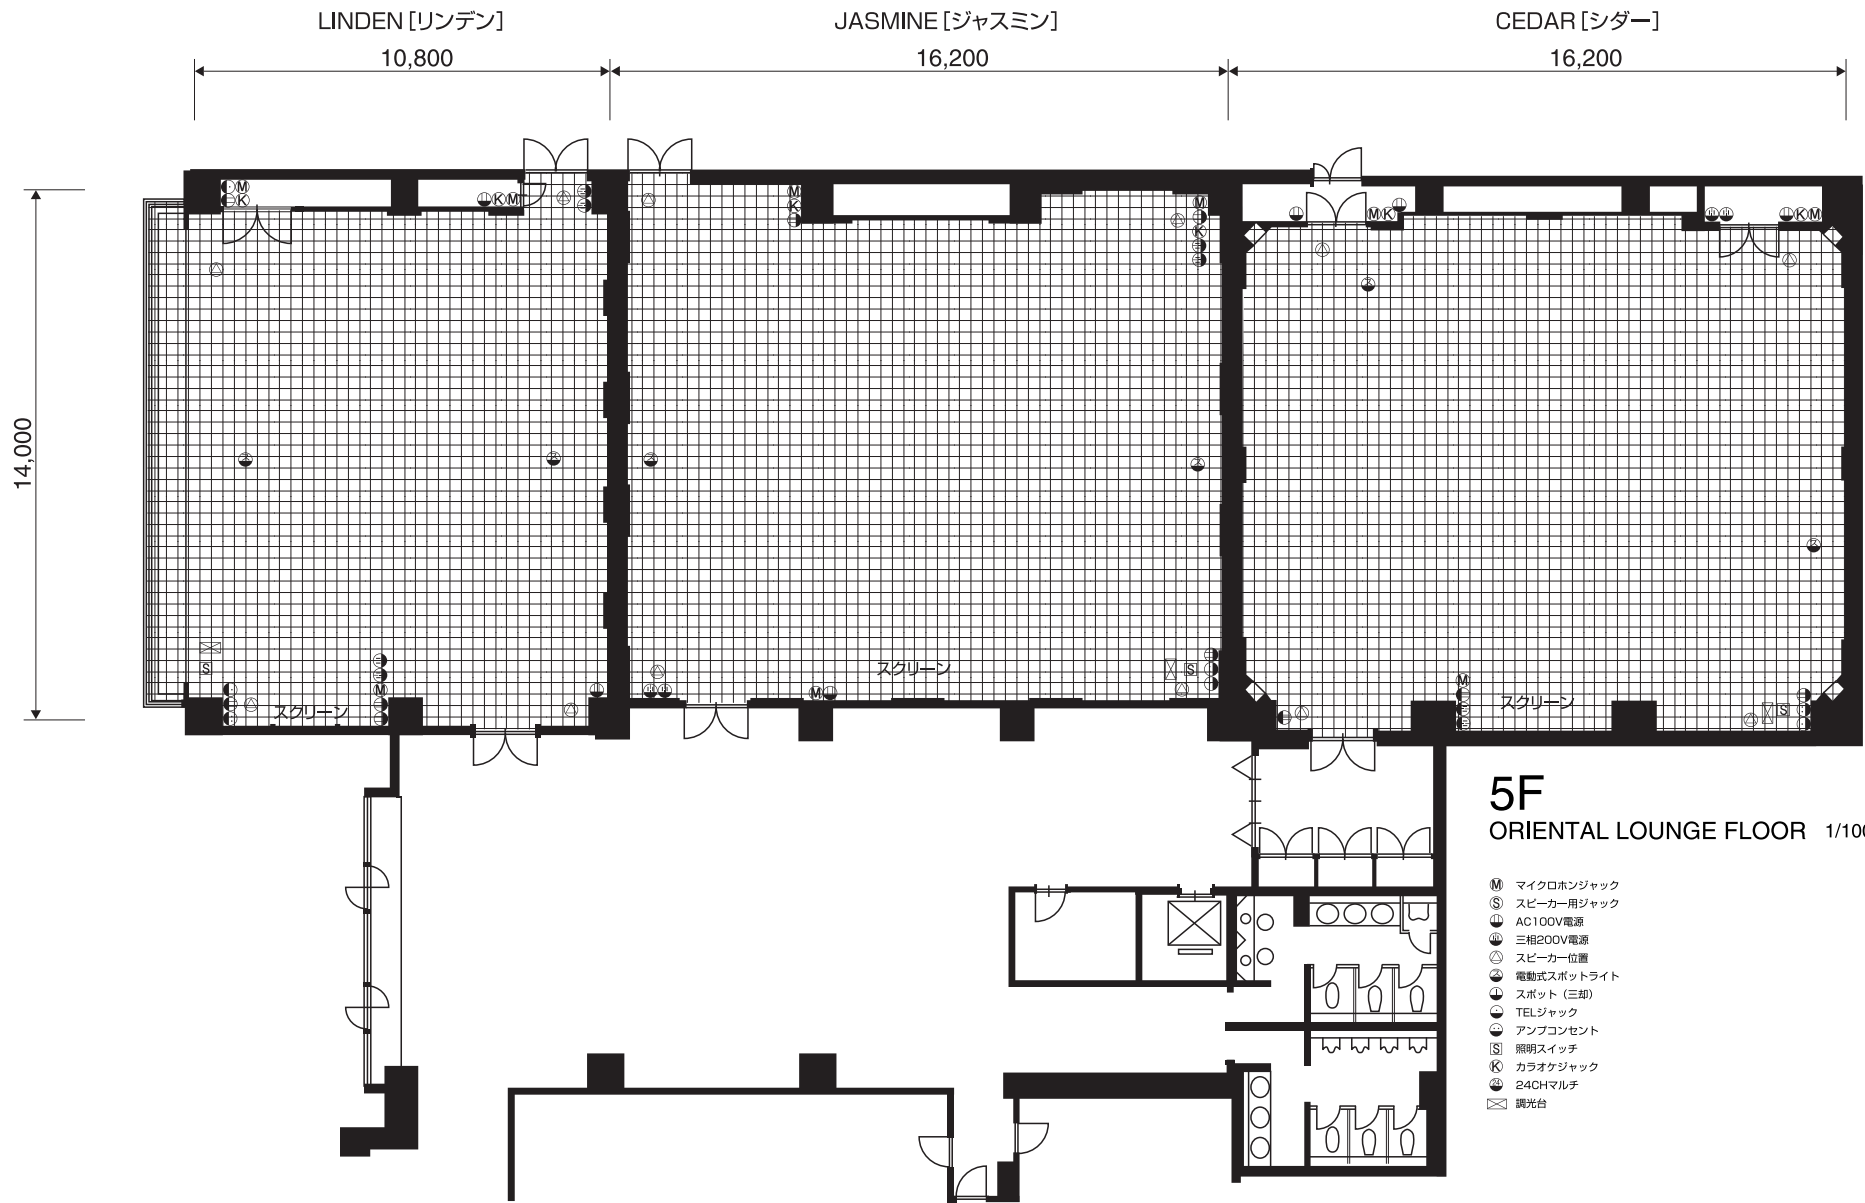 LINDEN [リンデン]
JASMINE [ジャスミン]
CEDAR [シダー]
10,800
16,200
16,200
14,000
スクリーン
スクリーン
スクリーン
5F
ORIENTAL LOUNGE FLOOR 1/100
Ⓜ マイクロホンジャック
Ⓢ スピーカー用ジャック
AC100V電源
三相200V電源
スピーカー位置
電動式スポットライト
スポット（三却）
TELジャック
アンプコンセント
S 照明スイッチ
Ⓚ カラオケジャック
24 24CHマルチ
調光台